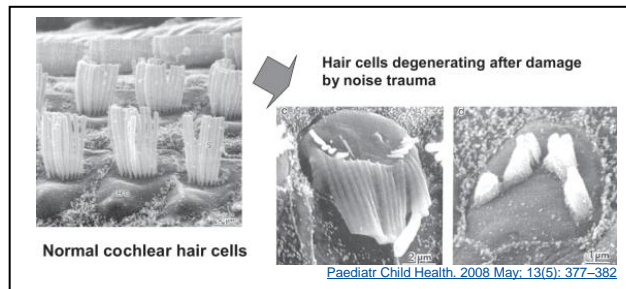 Hair cells degenerating after damage
by noise trauma
c
d
Normal cochlear hair cells
2 µm
1 µm
Paediatr Child Health. 2008 May; 13(5): 377–382